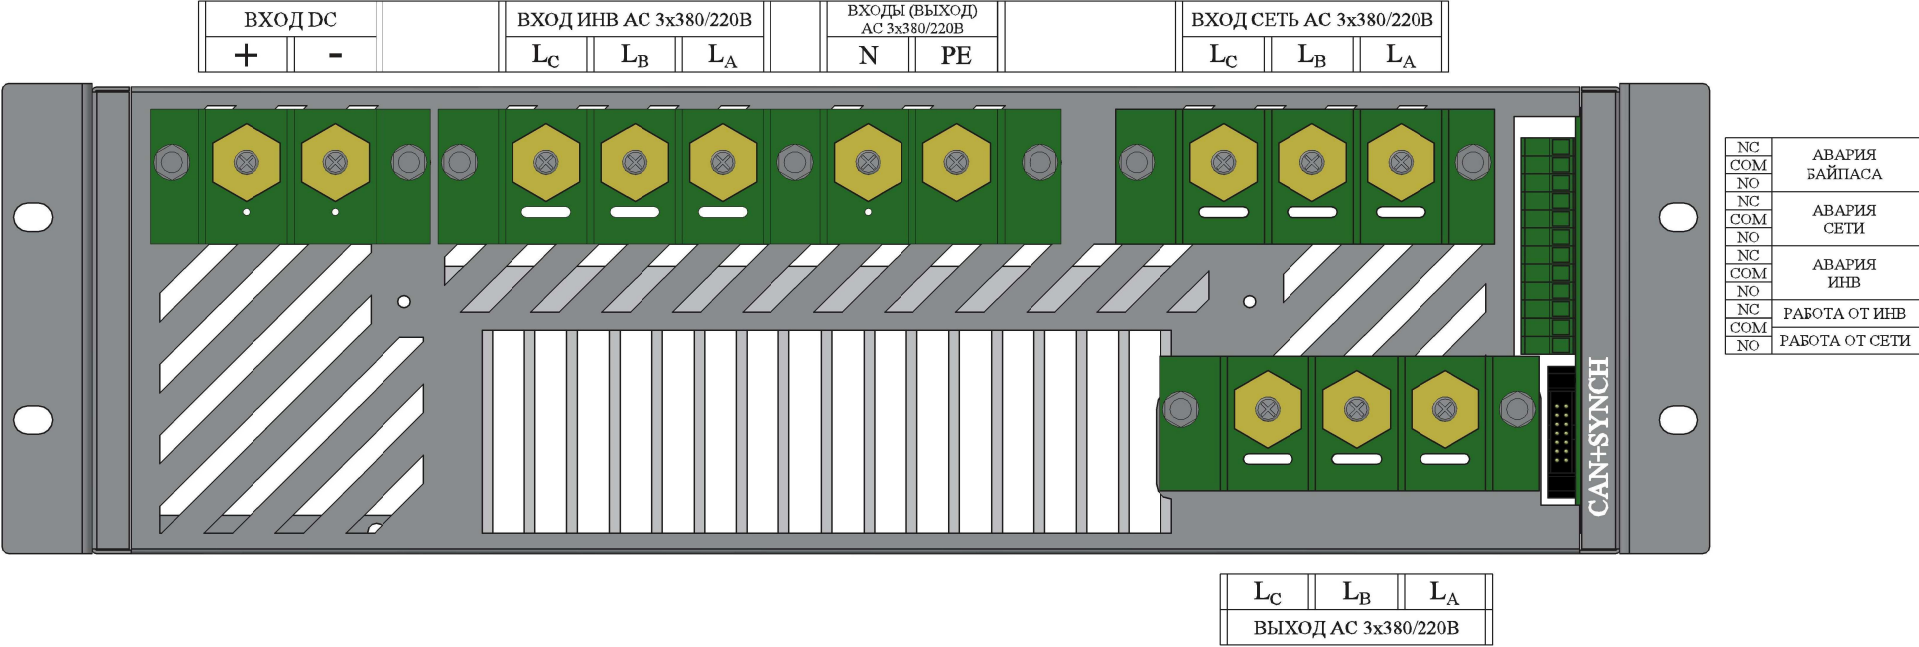 ВХОД DC
+ -
ВХОД ИНВ АС 3х380/220В
LC LB LA
ВХОДЫ (ВЫХОД)
АС 3х380/220В
N PE
ВХОД СЕТЬ АС 3х380/220В
LC LB LA
NC
COM
NO
АВАРИЯ
БАЙПАСА
NC
COM
NO
АВАРИЯ
СЕТИ
NC
COM
NO
АВАРИЯ
ИНВ
NC
COM
NO
РАБОТА ОТ ИНВ
РАБОТА ОТ СЕТИ
CAN+SYNCH
LC LB LA
ВЫХОД АС 3х380/220В